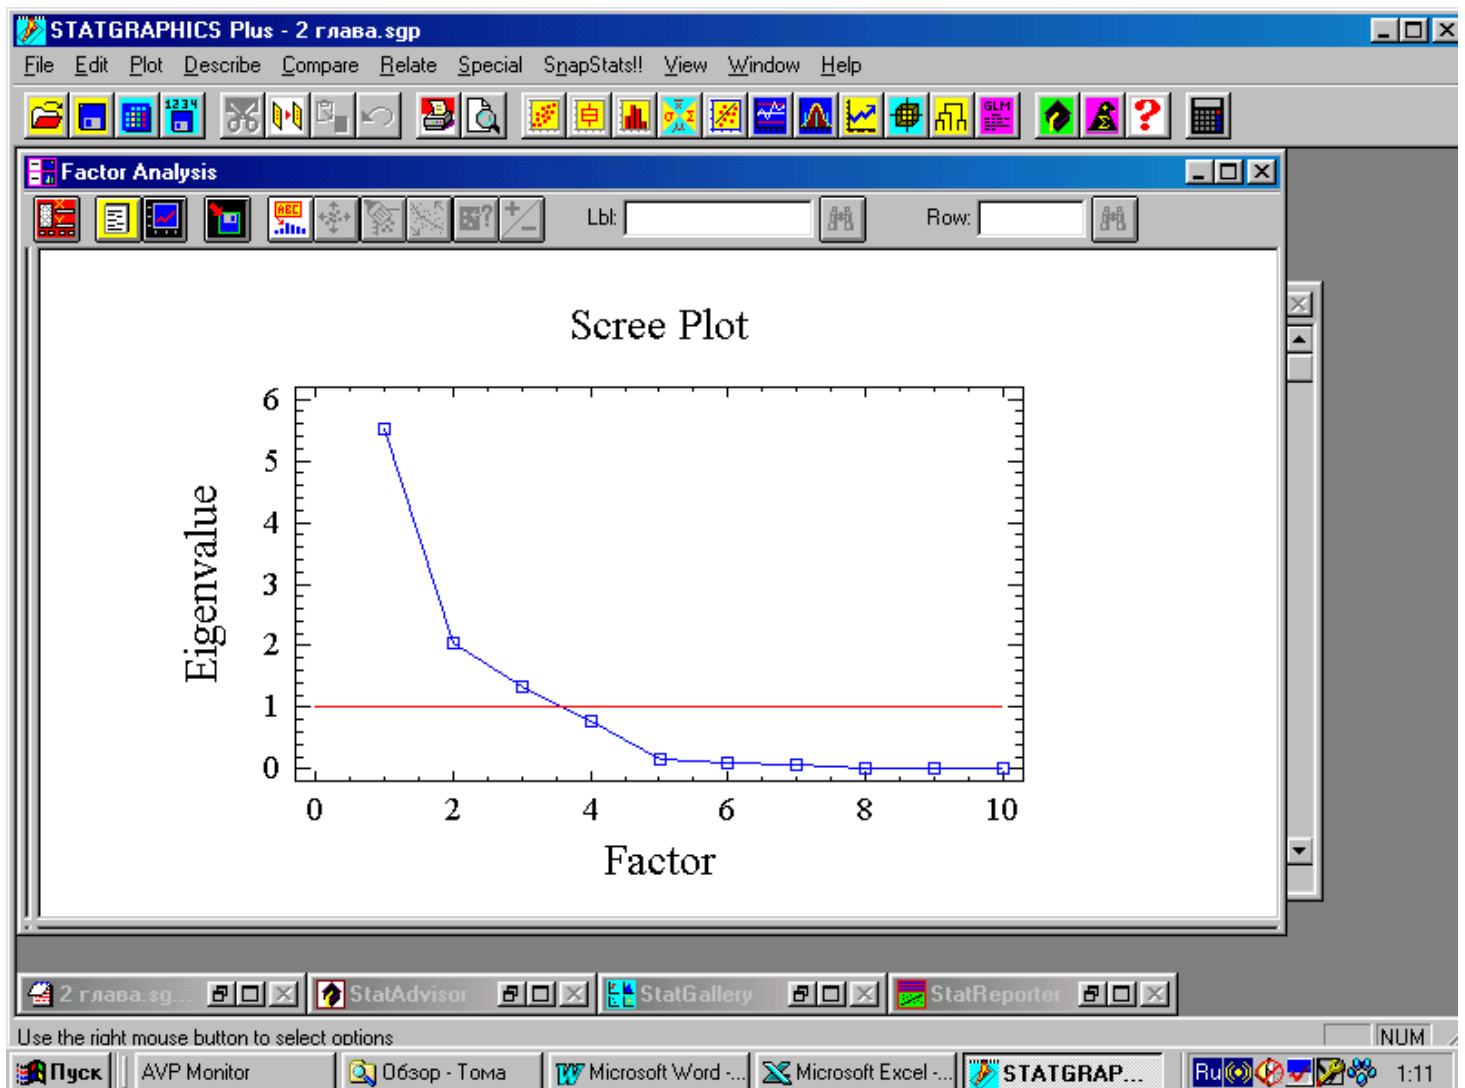 STATGRAPHICS Plus - 2 глава.sgp
File Edit Plot Describe Compare Relate Special SnapStats!! View Window Help
1234
GLM
Factor Analysis
ABC
Lbl:
Row:
Scree Plot
6
5
4
3
2
1
0
Eigenvalue
0 2 4 6 8 10
Factor
2 глава.sg...
StatAdvisor
StatGallery
StatReporter
Use the right mouse button to select options
NUM
Пуск
AVP Monitor
Обзор - Тома
Microsoft Word -...
Microsoft Excel -...
STATGRAP...
Ru
1:11